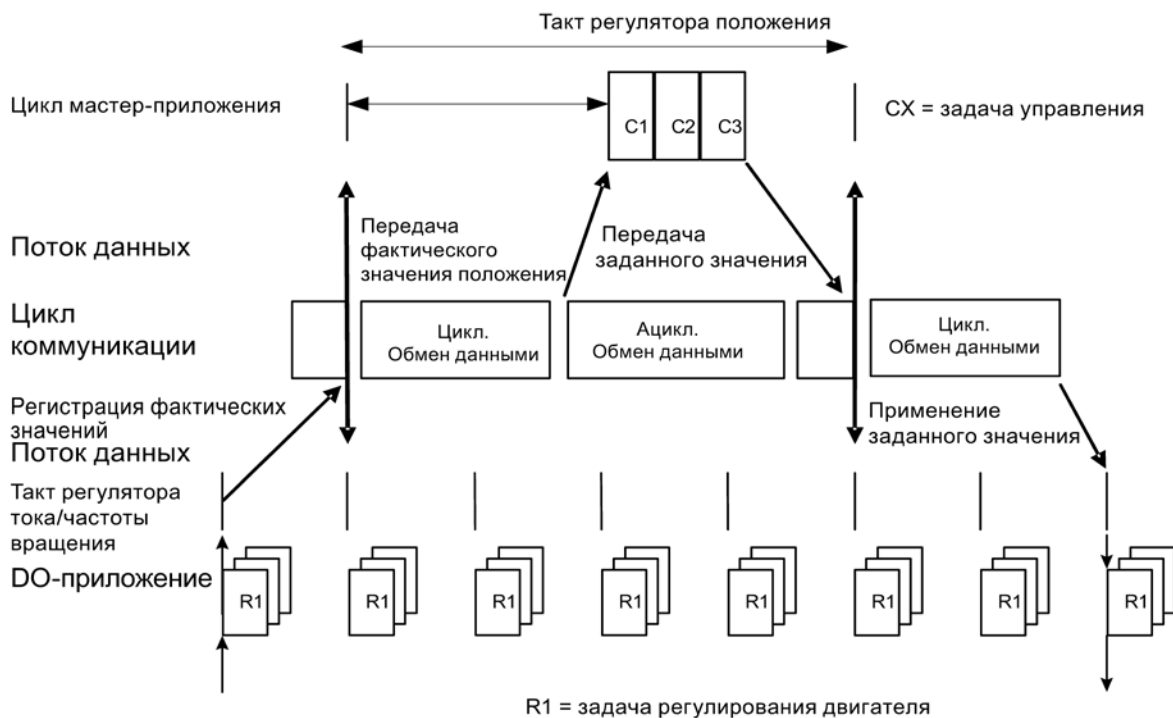 Такт регулятора положения
Цикл мастер-приложения
C1
C2
C3
CX = задача управления
Поток данных
Передача
фактического
значения положения
Передача
заданного значения
Цикл
коммуникации
Цикл.
Обмен данными
Ацикл.
Обмен данными
Цикл.
Обмен данными
Регистрация фактических
значений
Поток данных
Применение
заданного значения
Такт регулятора
тока/частоты
вращения
DO-приложение
R1
R1
R1
R1
R1
R1
R1
R1
R1 = задача регулирования двигателя